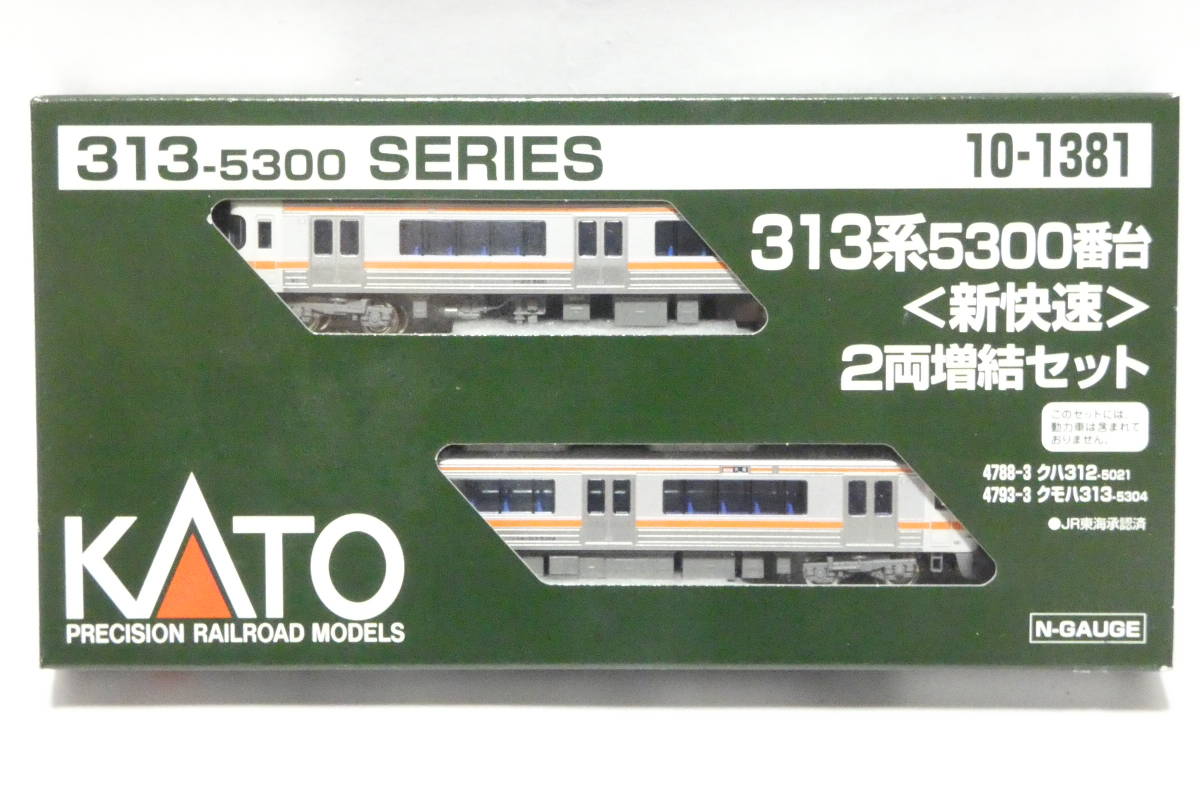 313-5300 SERIES
10-1381
313系5300番台
<新快速>
2両増結セット
このセットには、
動力車は含まれて
おりません。
4788-3 クハ312-5021
4793-3 クモハ313-5304
●JR東海承認済
KATO
PRECISION RAILROAD MODELS
N-GAUGE